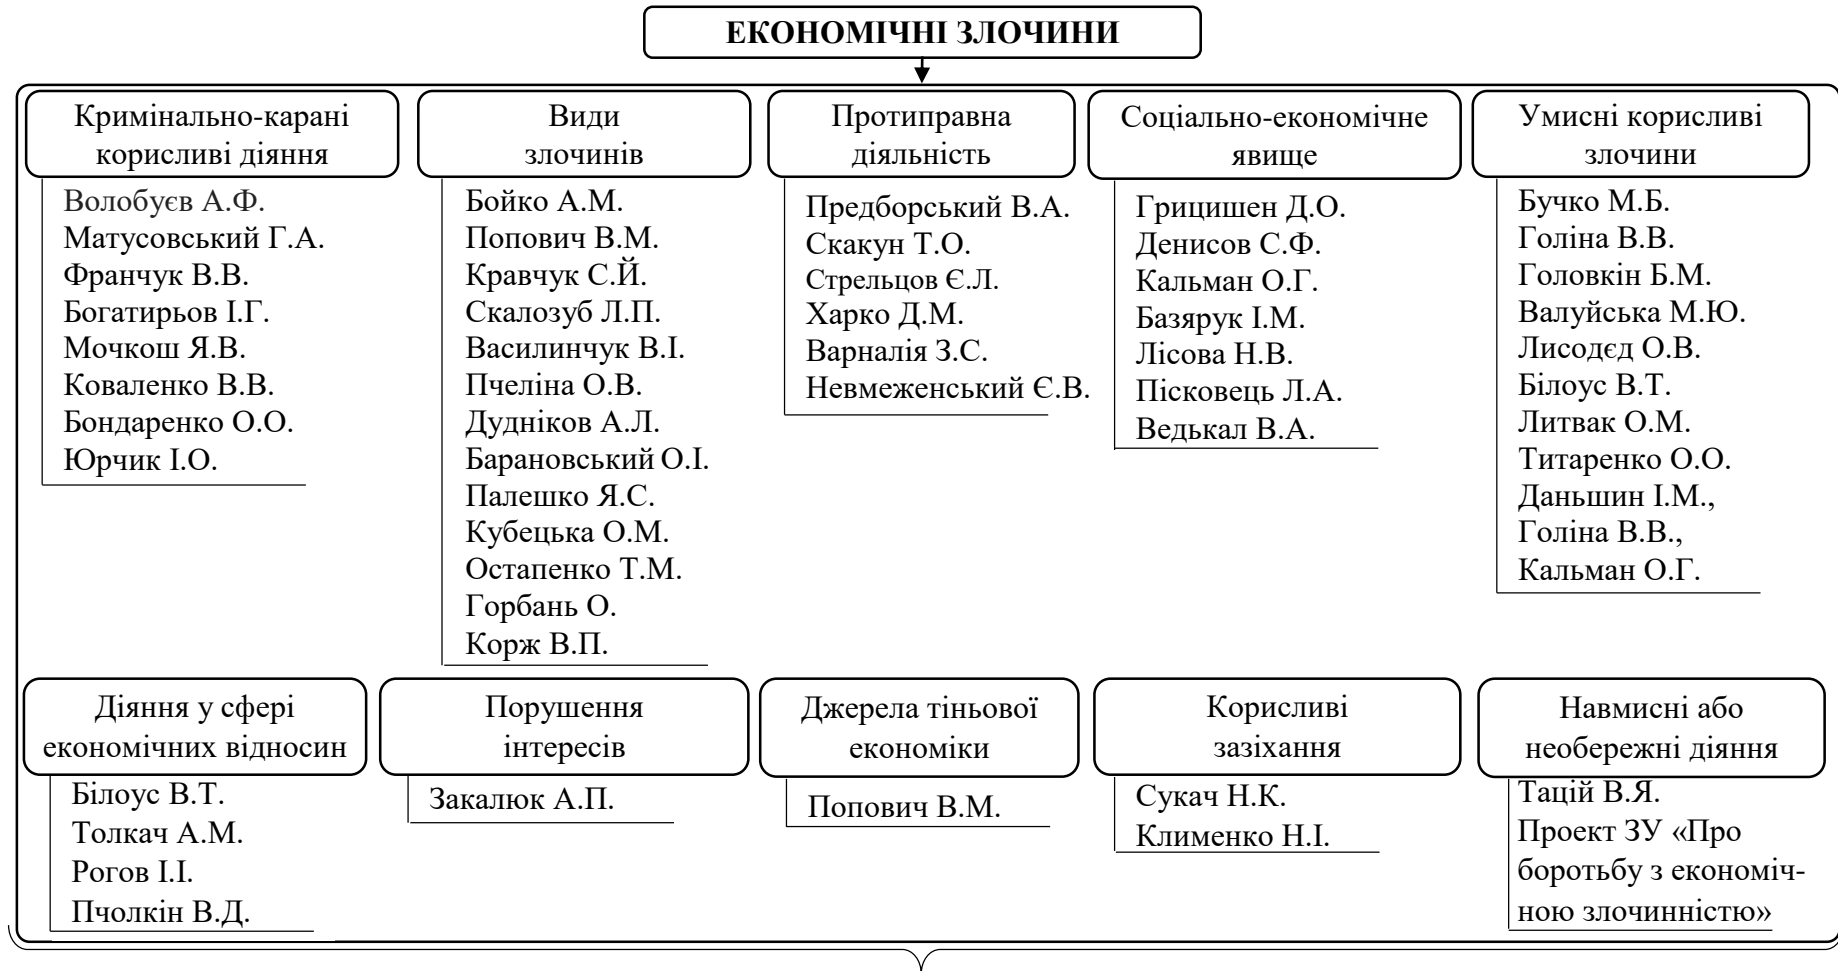 ЕКОНОМІЧНІ ЗЛОЧИНИ
Кримінально-карані
корисливі діяння
Волобуєв А.Ф.
Матусовський Г.А.
Франчук В.В.
Богатирьов І.Г.
Мочкош Я.В.
Коваленко В.В.
Бондаренко О.О.
Юрчик І.О.
Види
злочинів
Бойко А.М.
Попович В.М.
Кравчук С.Й.
Скалозуб Л.П.
Василинчук В.І.
Пчеліна О.В.
Дудніков А.Л.
Барановський О.І.
Палешко Я.С.
Кубецька О.М.
Остапенко Т.М.
Горбань О.
Корж В.П.
Протиправна
діяльність
Предборський В.А.
Скакун Т.О.
Стрельцов Є.Л.
Харко Д.М.
Варналія З.С.
Невмеженський Є.В.
Соціально-економічне
явище
Грицишен Д.О.
Денисов С.Ф.
Кальман О.Г.
Базярук І.М.
Лісова Н.В.
Пісковець Л.А.
Ведькал В.А.
Умисні корисливі
злочини
Бучко М.Б.
Голіна В.В.
Головкін Б.М.
Валуйська М.Ю.
Лисодєд О.В.
Білоус В.Т.
Литвак О.М.
Титаренко О.О.
Даньшин І.М.,
Голіна В.В.,
Кальман О.Г.
Діяння у сфері
економічних відносин
Білоус В.Т.
Толкач А.М.
Рогов І.І.
Пчолкін В.Д.
Порушення
інтересів
Закалюк А.П.
Джерела тіньової
економіки
Попович В.М.
Корисливі
зазіхання
Сукач Н.К.
Клименко Н.І.
Навмисні або
необережні діяння
Тацій В.Я.
Проект ЗУ «Про
боротьбу з економіч-
ною злочинністю»